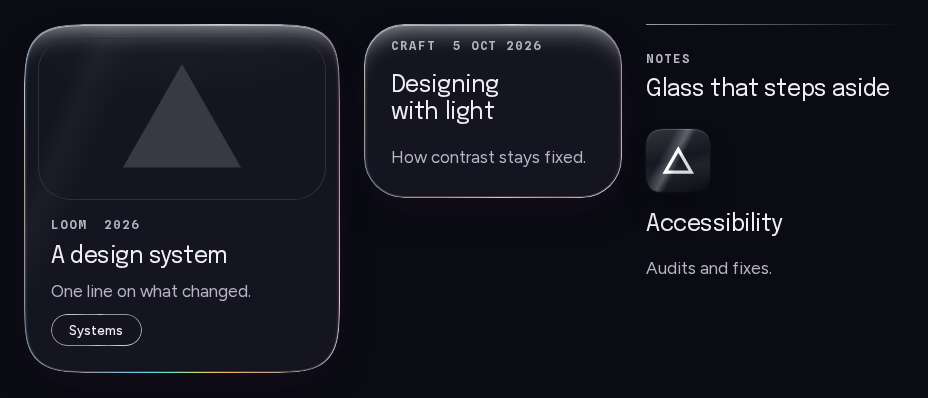 LOOM 2026
A design system
One line on what changed.
Systems
CRAFT 5 OCT 2026
Designing
with light
How contrast stays fixed.
NOTES
Glass that steps aside
Accessibility
Audits and fixes.